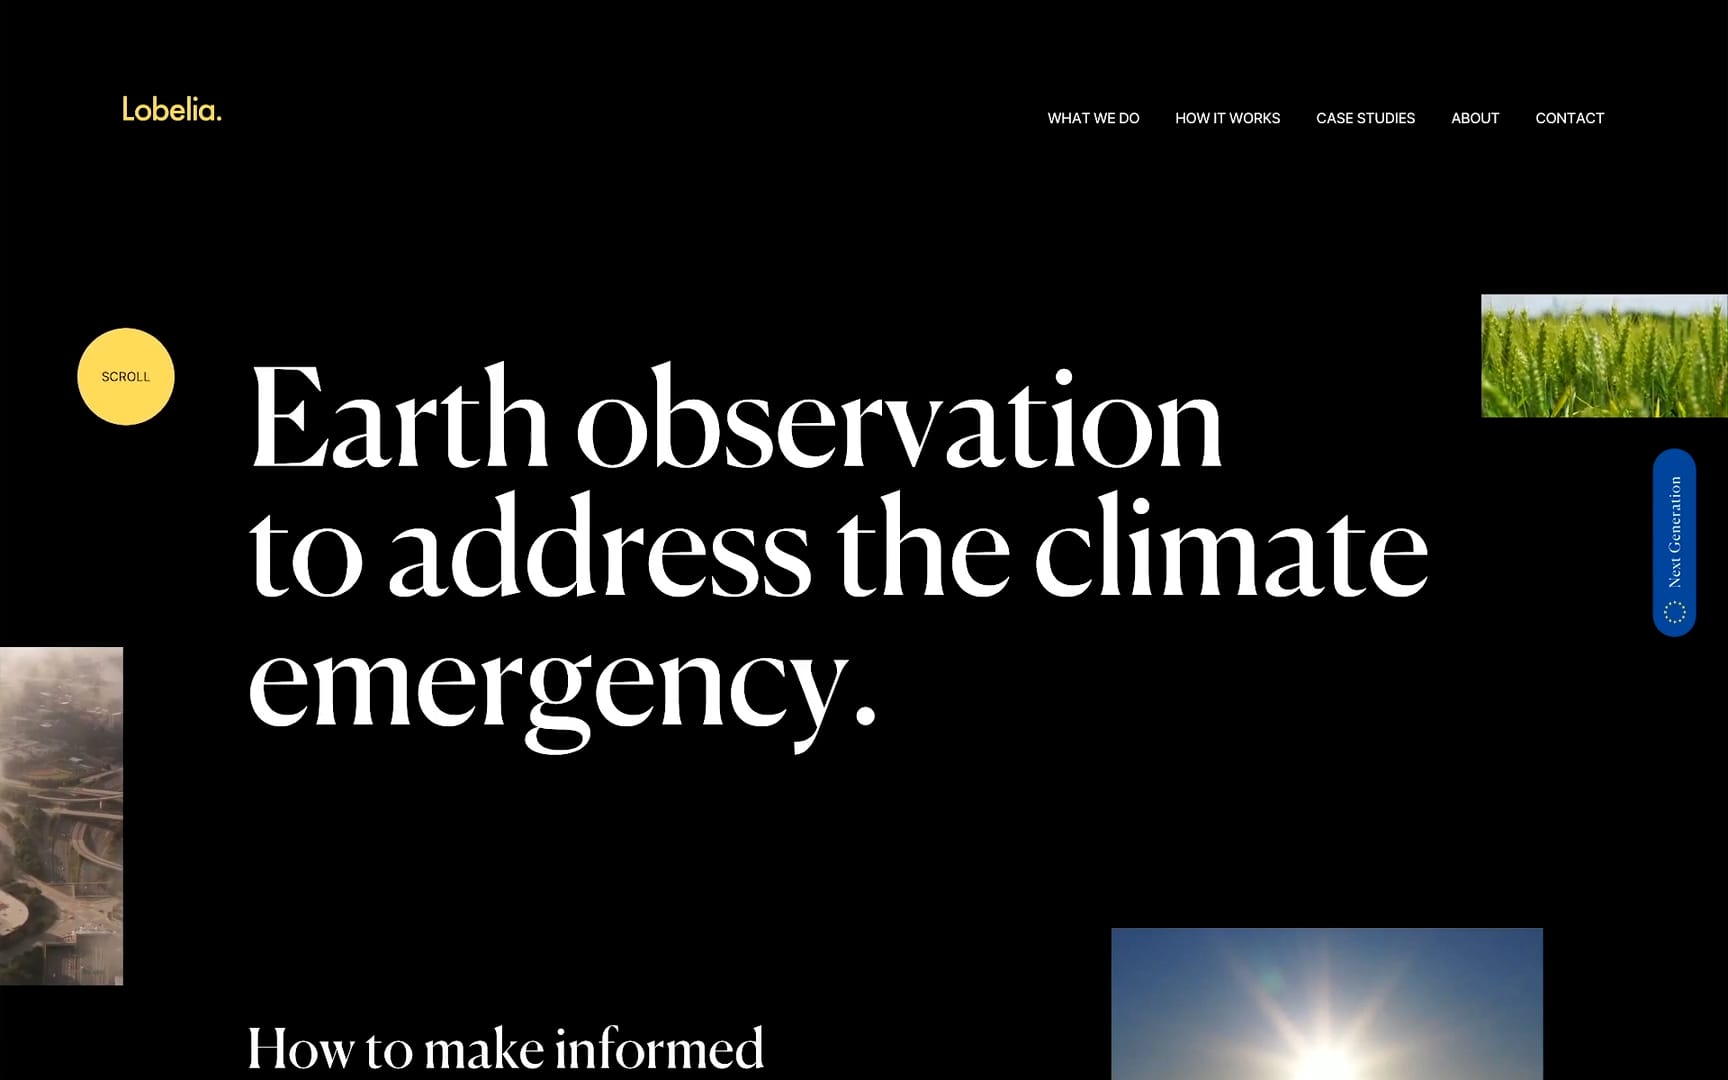 Lobelia.
WHAT WE DO
HOW IT WORKS
CASE STUDIES
ABOUT
CONTACT
SCROLL
Earth observation
to address the climate
emergency.
Next Generation
How to make informed